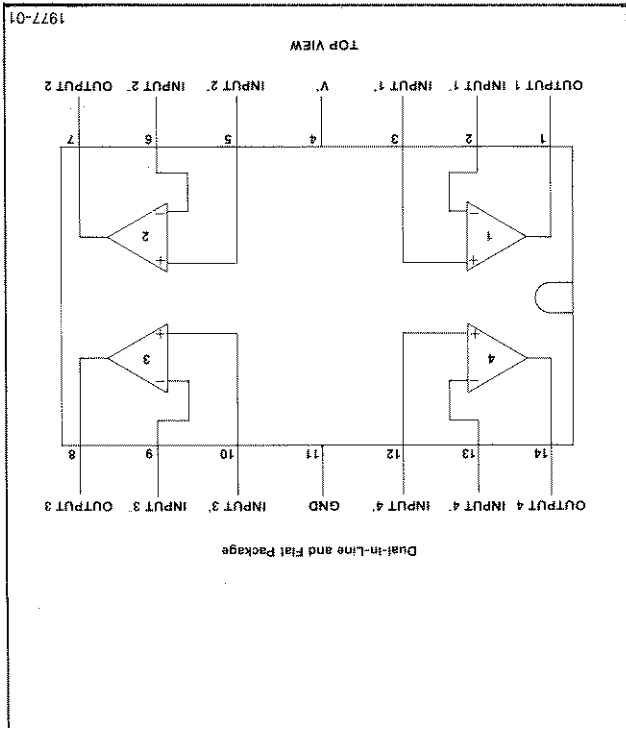 Dual-In-Line and Flat Package
OUTPUT 4 INPUT 4⁻ INPUT 4⁺ GND INPUT 3⁺ INPUT 3⁻ OUTPUT 3
14 13 12 11 10 9 8
− −
4 3
+ +
+ +
1 2
− −
1 2 3 4 5 6 7
OUTPUT 1 INPUT 1⁻ INPUT 1⁺ V⁺ INPUT 2⁺ INPUT 2⁻ OUTPUT 2
TOP VIEW
1977-01